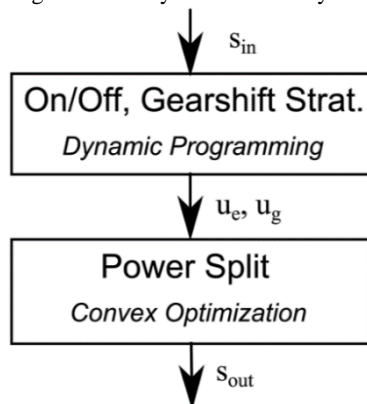 s_in
On/Off, Gearshift Strat.
Dynamic Programming
u_e, u_g
Power Split
Convex Optimization
s_out